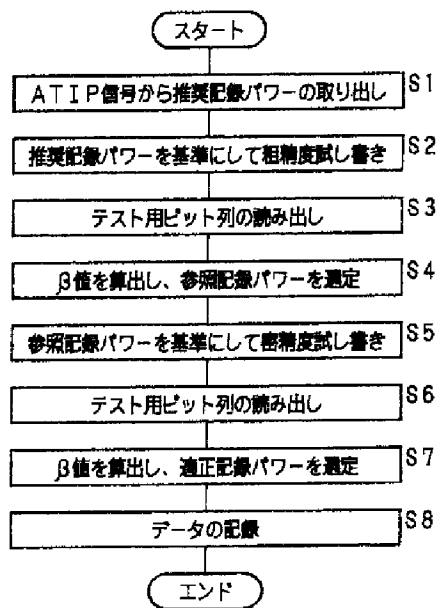 スタート
ATIP信号から推奨記録パワーの取り出し S1
推奨記録パワーを基準にして粗精度試し書き S2
テスト用ピット列の読み出し S3
β値を算出し、参照記録パワーを選定 S4
参照記録パワーを基準にして密精度試し書き S5
テスト用ピット列の読み出し S6
β値を算出し、適正記録パワーを選定 S7
データの記録 S8
エンド